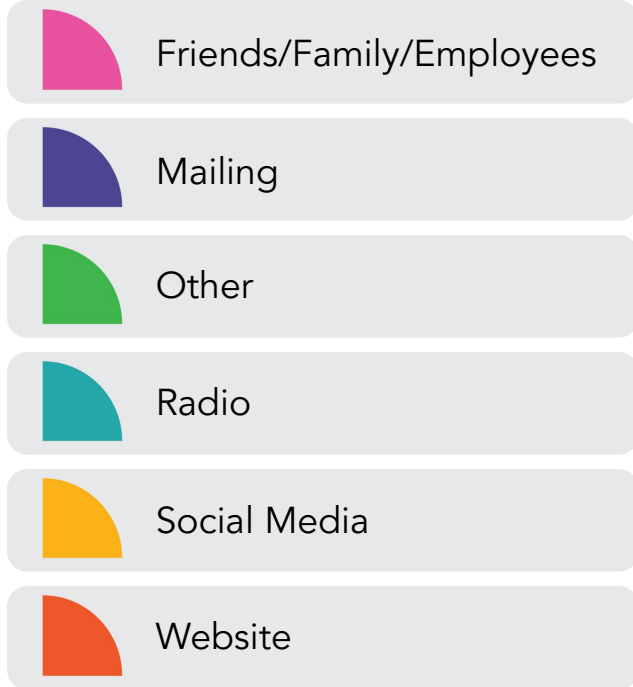 Friends/Family/Employees
Mailing
Other
Radio
Social Media
Website